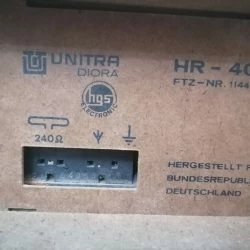 UNITRA
DIORA
HR - 40
FTZ-NR. 1144
hgs
ELECTRONIC
240Ω
HERGESTELLT F
BUNDESREPUBL
DEUTSCHLAND